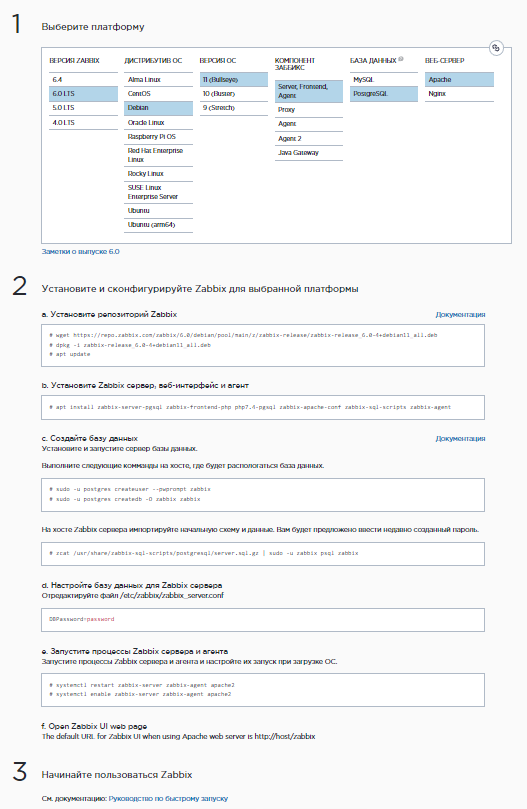 1 Выберите платформу
ВЕРСИЯ ZABBIX ДИСТРИБУТИВ ОС ВЕРСИЯ ОС КОМПОНЕНТ ЗАББИКС БАЗА ДАННЫХ ВЕБ-СЕРВЕР
6.4 Alma Linux 11 (Bullseye) Server, Frontend, Agent MySQL Apache
6.0 LTS CentOS 10 (Buster) Proxy PostgreSQL Nginx
5.0 LTS Debian 9 (Stretch) Agent
4.0 LTS Oracle Linux Agent 2
Raspberry Pi OS Java Gateway
Red Hat Enterprise
Linux
Rocky Linux
SUSE Linux
Enterprise Server
Ubuntu
Ubuntu (arm64)
Заметки о выпуске 6.0
2 Установите и сконфигурируйте Zabbix для выбранной платформы
a. Установите репозиторий Zabbix Документация
# wget https://repo.zabbix.com/zabbix/6.0/debian/pool/main/z/zabbix-release/zabbix-release_6.0-4+debian11_all.deb
# dpkg -i zabbix-release_6.0-4+debian11_all.deb
# apt update
b. Установите Zabbix сервер, веб-интерфейс и агент
# apt install zabbix-server-pgsql zabbix-frontend-php php7.4-pgsql zabbix-apache-conf zabbix-sql-scripts zabbix-agent
c. Создайте базу данных Документация
Установите и запустите сервер базы данных.
Выполните следующие комманды на хосте, где будет распологаться база данных.
# sudo -u postgres createuser --pwprompt zabbix
# sudo -u postgres createdb -O zabbix zabbix
На хосте Zabbix сервера импортируйте начальную схему и данные. Вам будет предложено ввести недавно созданный пароль.
# zcat /usr/share/zabbix-sql-scripts/postgresql/server.sql.gz | sudo -u zabbix psql zabbix
d. Настройте базу данных для Zabbix сервера
Отредактируйте файл /etc/zabbix/zabbix_server.conf
DBPassword=password
e. Запустите процессы Zabbix сервера и агента
Запустите процессы Zabbix сервера и агента и настройте их запуск при загрузке ОС.
# systemctl restart zabbix-server zabbix-agent apache2
# systemctl enable zabbix-server zabbix-agent apache2
f. Open Zabbix UI web page
The default URL for Zabbix UI when using Apache web server is http://host/zabbix
3 Начинайте пользоваться Zabbix
См. документацию: Руководство по быстрому запуску